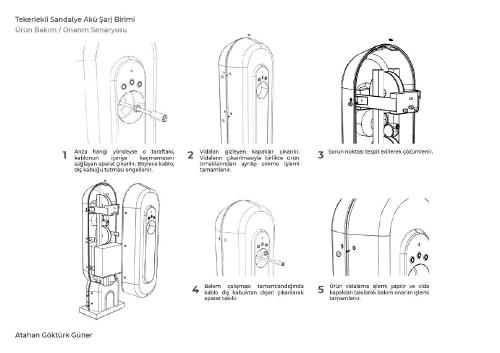 Tekerlekli Sandalye Akü Şarj Birimi
Ürün Bakım / Onarım Senaryosu
1 Arıza hangi yöndeyse o taraftaki,
kablonun içeriye kaçmamasını
sağlayan aparat çıkarılır. Böylece kablo,
dış kabuğu tutması engellenir.
2 Vidaları gizleyen kapaklar çıkarılır.
Vidaların çıkarılmasıyla birlikte ürün
tırnaklarından ayrılıp sökme işlemi
tamamlanır.
3 Sorun noktası tespit edilerek çözümlenir.
4 Bakım çalışması tamamlandığında
kablo dış kabuktan dışarı çıkarılarak
aparat takılır.
5 Ürün vidalama işlemi yapılır ve vida
kapakları takılarak bakım onarım işlemi
tamamlanır.
Atahan Göktürk Güner